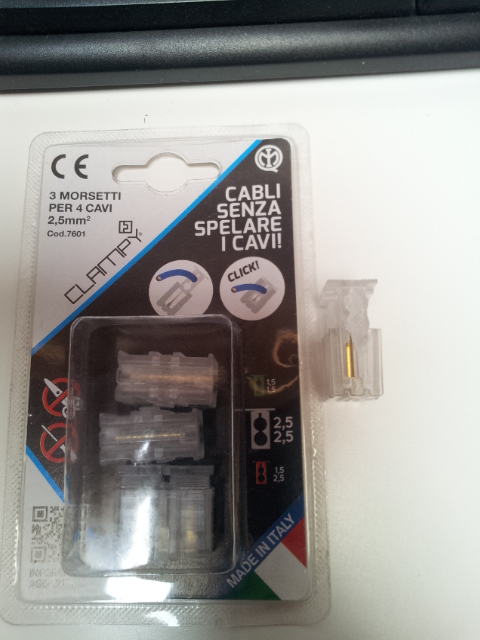 CE
3 MORSETTI
PER 4 CAVI
2,5mm²
Cod.7601
CLAMPY®
CABLI
SENZA
SPELARE
I CAVI!
CLICK!
1,5
1,5
2,5
2,5
1,5
2,5
MADE IN ITALY